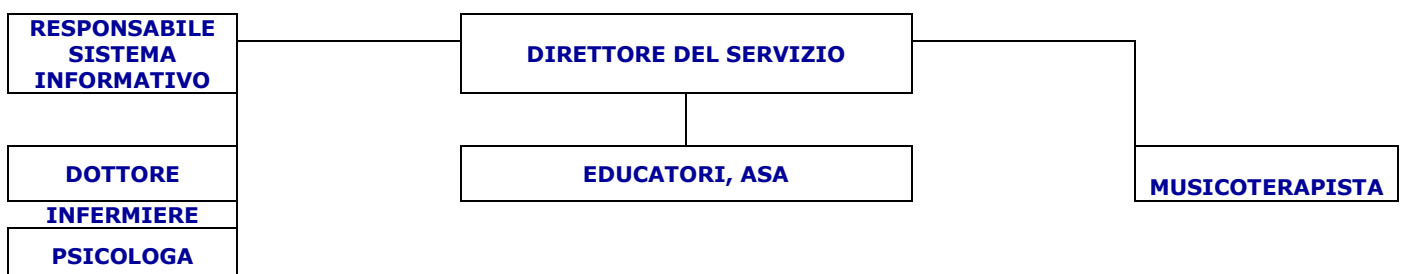 RESPONSABILE
SISTEMA
INFORMATIVO
DIRETTORE DEL SERVIZIO
DOTTORE
EDUCATORI, ASA
MUSICOTERAPISTA
INFERMIERE
PSICOLOGA